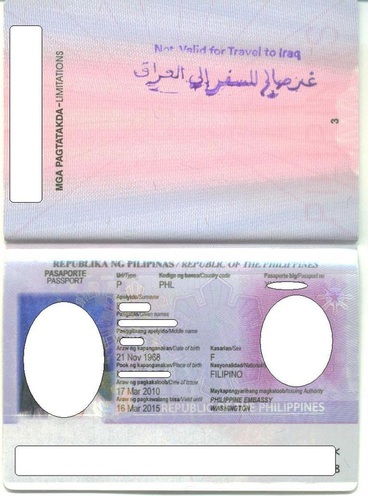 Not Valid for Travel to Iraq
غير صالح للسفر إلى العراق
MGA PAGTATAKDA-LIMITATIONS
3
REPUBLIKA NG PILIPINAS / REPUBLIC OF THE PHILIPPINES
PASAPORTE
PASSPORT
Uri/Type
Kodigo ng bansa/Country code
Pasaporte blg/Passport no
P
PHL
Apelyido/Surname
Pangalan/Given names
Panggitnang apelyido/Middle name
Araw ng kapanganakan/Date of birth
Kasarian/Sex
21 Nov 1968
F
Pook ng kapanganakan/Place of birth
Nasyonalidad/
FILIPINO
Araw ng pagkakaloob/Date of issue
Maykapangyarihang magkaloob/Issuing Authority
17 Mar 2010
PHILIPPINE EMBASSY
Araw ng pagkawalang bisa/Valid until
WASHINGTON
16 Mar 2015
REPUBLIC OF THE PHILIPPINES
8